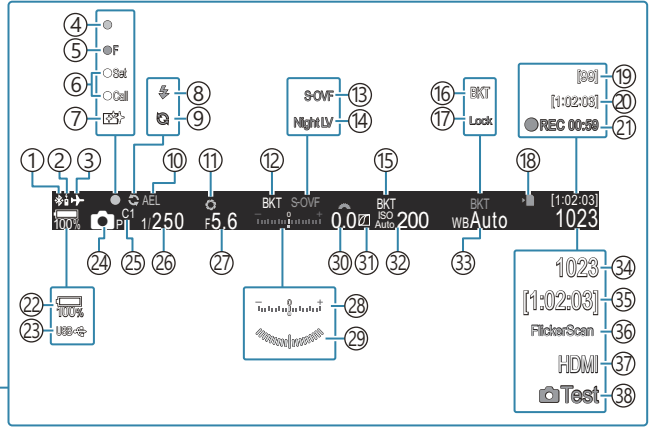 ④
⑤ F
⑥ Set
Call
⑦
⑧
⑨
S-OVF ⑬
Night LV ⑭
⑯ BKT
⑰ Lock
[99] ⑲
[1:02:03] ⑳
REC 00:59 ㉑
① ② ③ ⑩ ⑪ ⑫ ⑮ ⑱
AEL BKT S-OVF BKT BKT [1:02:03]
100% C1 P 1/250 F5.6 − 0 + 0.0 ISO Auto 200 WB Auto 1023
㉔ ㉕ ㉖ ㉗ ㉚ ㉛ ㉜ ㉝
㉒ 100%
㉓ USB
− 0 + ㉘
㉙
1023 ㉞
[1:02:03] ㉟
FlickerScan ㊱
HDMI ㊲
Test ㊳